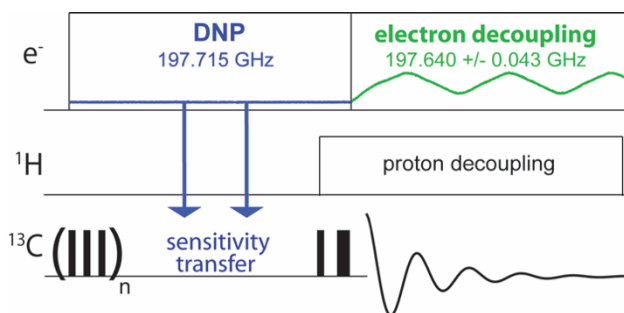 DNP
electron decoupling
e⁻
197.715 GHz
197.640 +/- 0.043 GHz
¹H
proton decoupling
¹³C
( )n
sensitivity
transfer